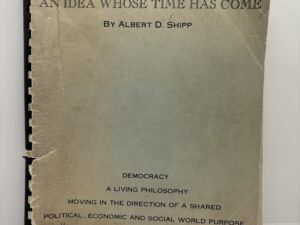 AN IDEA WHOSE TIME HAS COME
BY ALBERT D. SHIPP
DEMOCRACY
A LIVING PHILOSOPHY
MOVING IN THE DIRECTION OF A SHARED
POLITICAL, ECONOMIC AND SOCIAL WORLD PURPOSE